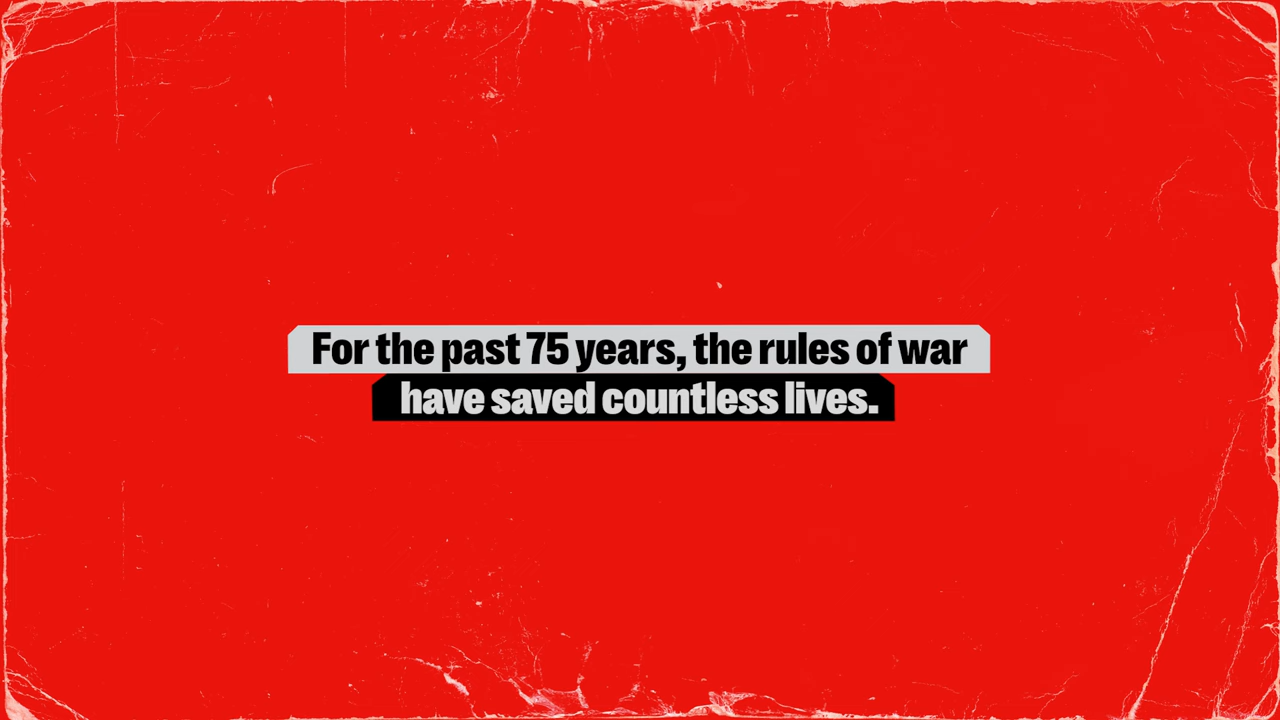 For the past 75 years, the rules of war
have saved countless lives.